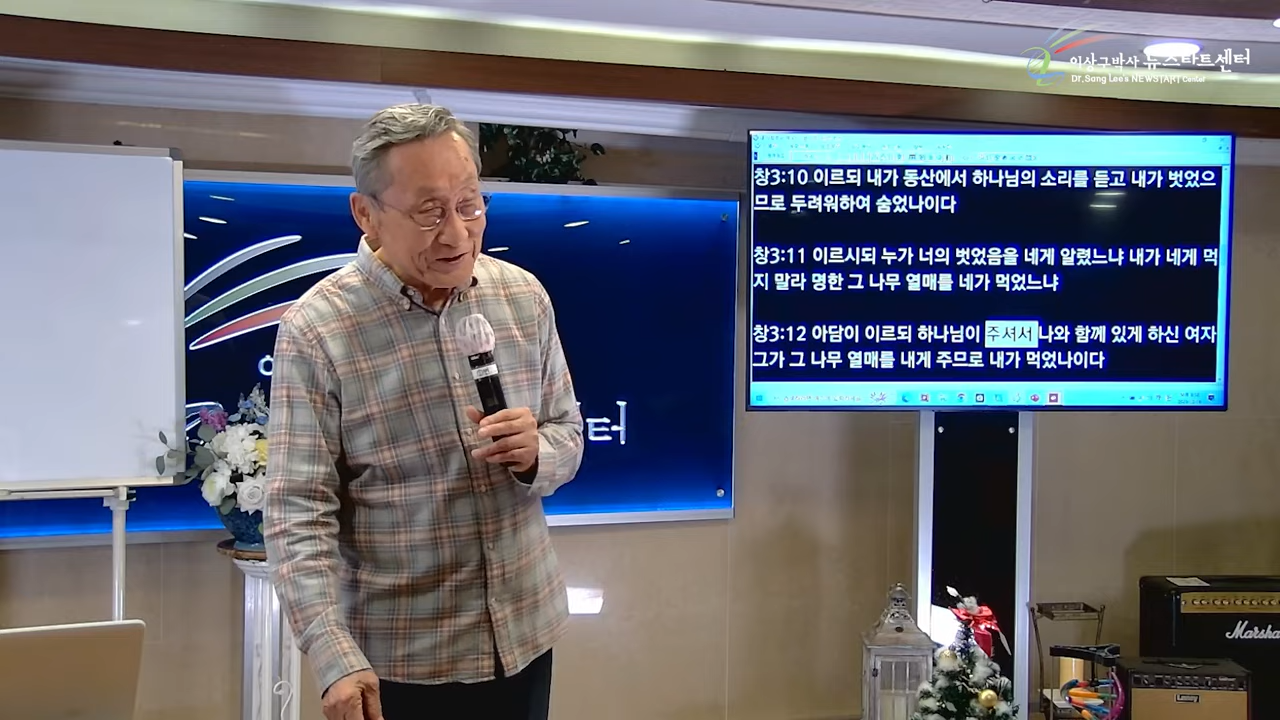 이상구박사 뉴스타트센터
Dr.Sang Lee's NEWSTART Center
창3:10 이르되 내가 동산에서 하나님의 소리를 듣고 내가 벗었으
므로 두려워하여 숨었나이다
창3:11 이르시되 누가 너의 벗었음을 네게 알렸느냐 내가 네게 먹
지 말라 명한 그 나무 열매를 네가 먹었느냐
창3:12 아담이 이르되 하나님이 주셔서 나와 함께 있게 하신 여자
그가 그 나무 열매를 내게 주므로 내가 먹었나이다
터
Marsha
Laney